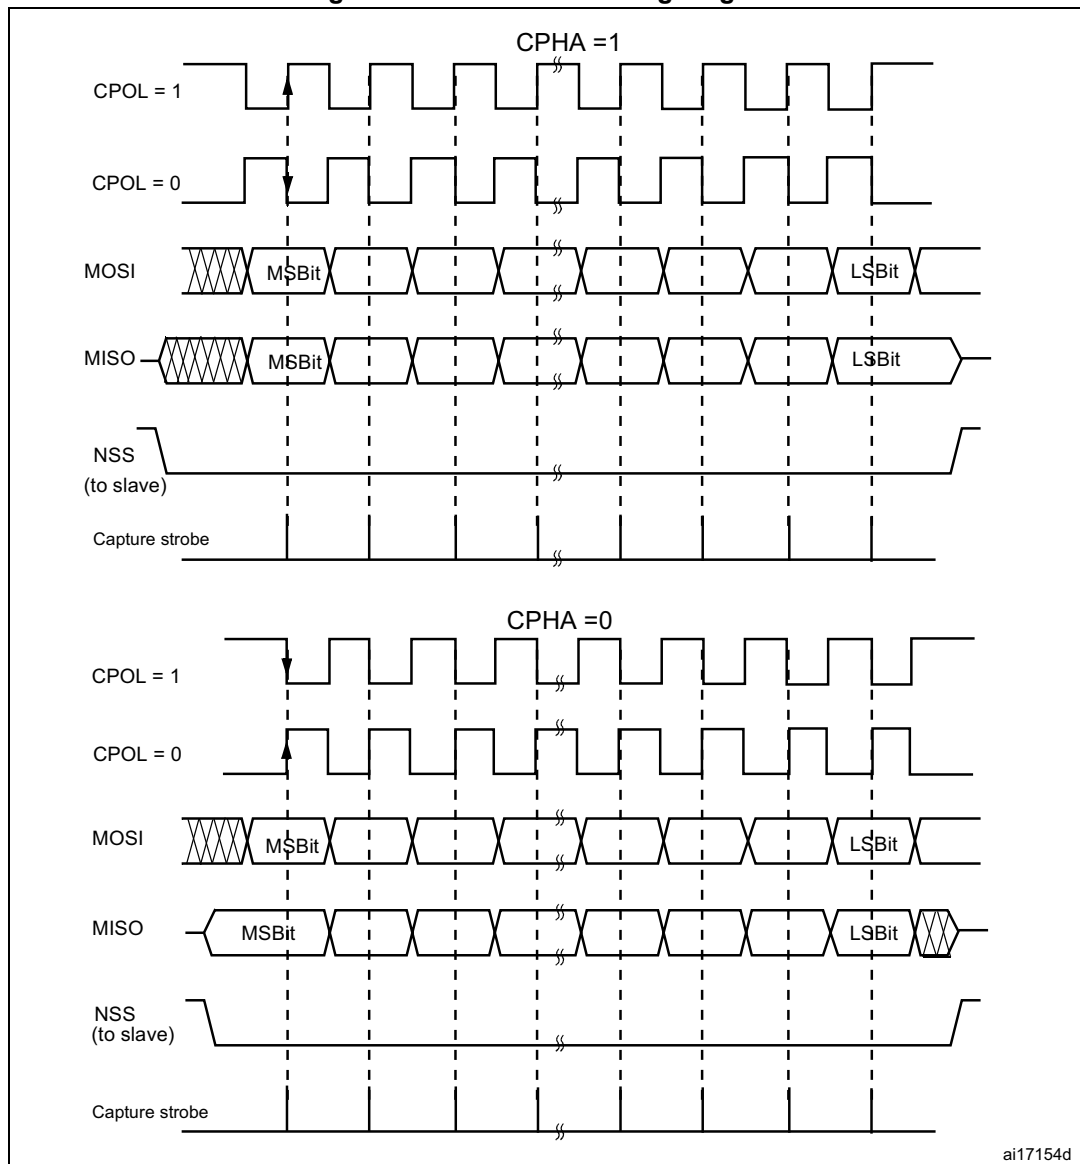 CPHA =1
CPOL = 1
CPOL = 0
MOSI
MSBit
LSBit
MISO
MSBit
LSBit
NSS
(to slave)
Capture strobe
CPHA =0
CPOL = 1
CPOL = 0
MOSI
MSBit
LSBit
MISO
MSBit
LSBit
NSS
(to slave)
Capture strobe
ai17154d